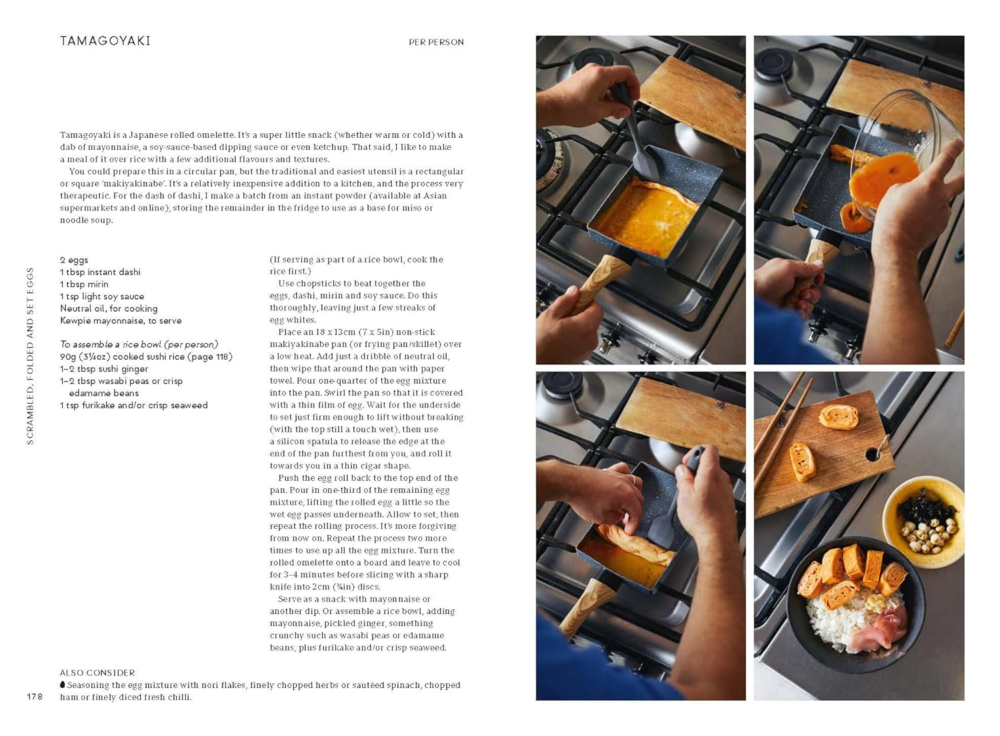 TAMAGOYAKI
PER PERSON
Tamagoyaki is a Japanese rolled omelette. It's a super little snack (whether warm or cold) with a
dab of mayonnaise, a soy-sauce-based dipping sauce or even ketchup. That said, I like to make
a meal of it over rice with a few additional flavours and textures.
You could prepare this in a circular pan, but the traditional and easiest utensil is a rectangular
or square ‘makiyakinabe’. It's a relatively inexpensive addition to a kitchen, and the process very
therapeutic. For the dash of dashi, I make a batch from an instant powder (available at Asian
supermarkets and online), storing the remainder in the fridge to use as a base for miso or
noodle soup.
2 eggs
1 tbsp instant dashi
1 tbsp mirin
1 tsp light soy sauce
Neutral oil, for cooking
Kewpie mayonnaise, to serve
To assemble a rice bowl (per person)
90g (3¼oz) cooked sushi rice (page 118)
1–2 tbsp sushi ginger
1–2 tbsp wasabi peas or crisp
edamame beans
1 tsp furikake and/or crisp seaweed
(If serving as part of a rice bowl, cook the
rice first.)
Use chopsticks to beat together the
eggs, dashi, mirin and soy sauce. Do this
thoroughly, leaving just a few streaks of
egg whites.
Place an 18 x 13cm (7 x 5in) non-stick
makiyakinabe pan (or frying pan/skillet) over
a low heat. Add just a dribble of neutral oil,
then wipe that around the pan with paper
towel. Pour one-quarter of the egg mixture
into the pan. Swirl the pan so that it is covered
with a thin film of egg. Wait for the underside
to set just firm enough to lift without breaking
(with the top still a touch wet), then use
a silicon spatula to release the edge at the
end of the pan furthest from you, and roll it
towards you in a thin cigar shape.
Push the egg roll back to the top end of the
pan. Pour in one-third of the remaining egg
mixture, lifting the rolled egg a little so the
wet egg passes underneath. Allow to set, then
repeat the rolling process. It's more forgiving
from now on. Repeat the process two more
times to use up all the egg mixture. Turn the
rolled omelette onto a board and leave to cool
for 3–4 minutes before slicing with a sharp
knife into 2cm (¾in) discs.
Serve as a snack with mayonnaise or
another dip. Or assemble a rice bowl, adding
mayonnaise, pickled ginger, something
crunchy such as wasabi peas or edamame
beans, plus furikake and/or crisp seaweed.
ALSO CONSIDER
Seasoning the egg mixture with nori flakes, finely chopped herbs or sautéed spinach, chopped
ham or finely diced fresh chilli.
SCRAMBLED, FOLDED AND SET EGGS
178